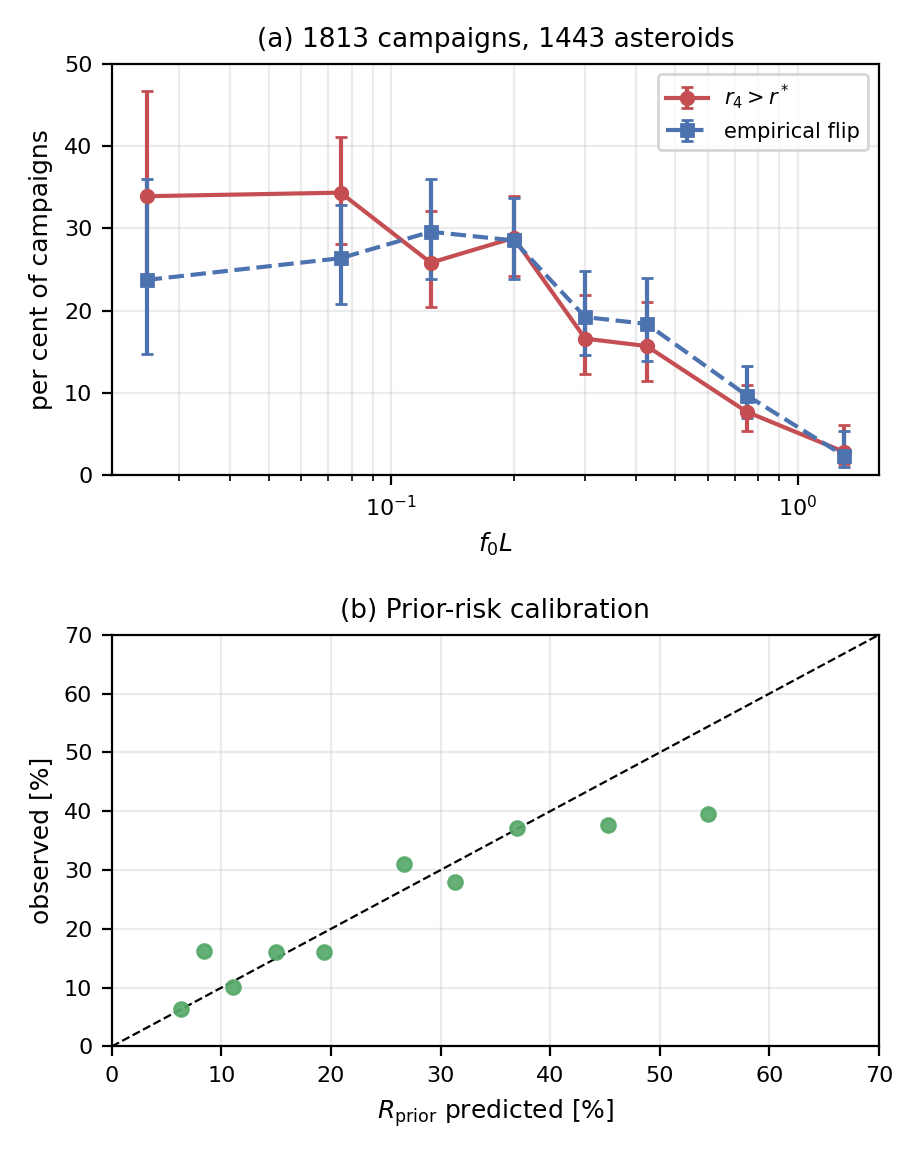 (a) 1813 campaigns, 1443 asteroids
50
40
30
20
10
0
per cent of campaigns
r₄ > r*
empirical flip
10⁻¹
10⁰
f₀L
(b) Prior-risk calibration
70
60
50
40
30
20
10
0
observed [%]
0 10 20 30 40 50 60 70
R_prior predicted [%]